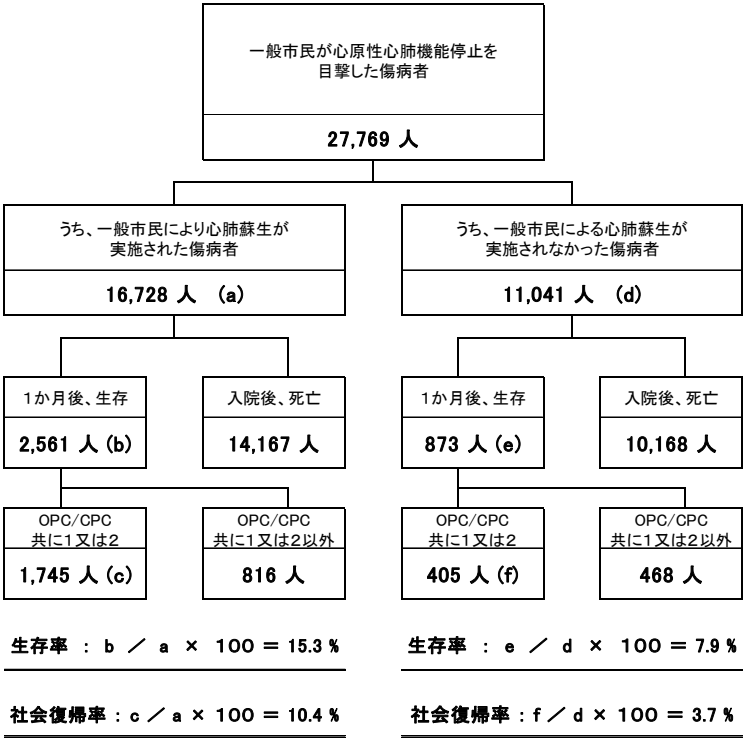 一般市民が心原性心肺機能停止を
目撃した傷病者
27,769 人
うち、一般市民により心肺蘇生が
実施された傷病者
16,728 人 (a)
うち、一般市民による心肺蘇生が
実施されなかった傷病者
11,041 人 (d)
1か月後、生存
2,561 人 (b)
入院後、死亡
14,167 人
1か月後、生存
873 人 (e)
入院後、死亡
10,168 人
OPC/CPC
共に1又は2
1,745 人 (c)
OPC/CPC
共に1又は2以外
816 人
OPC/CPC
共に1又は2
405 人 (f)
OPC/CPC
共に1又は2以外
468 人
生存率 : b / a × 100 = 15.3 %
生存率 : e / d × 100 = 7.9 %
社会復帰率 : c / a × 100 = 10.4 %
社会復帰率 : f / d × 100 = 3.7 %